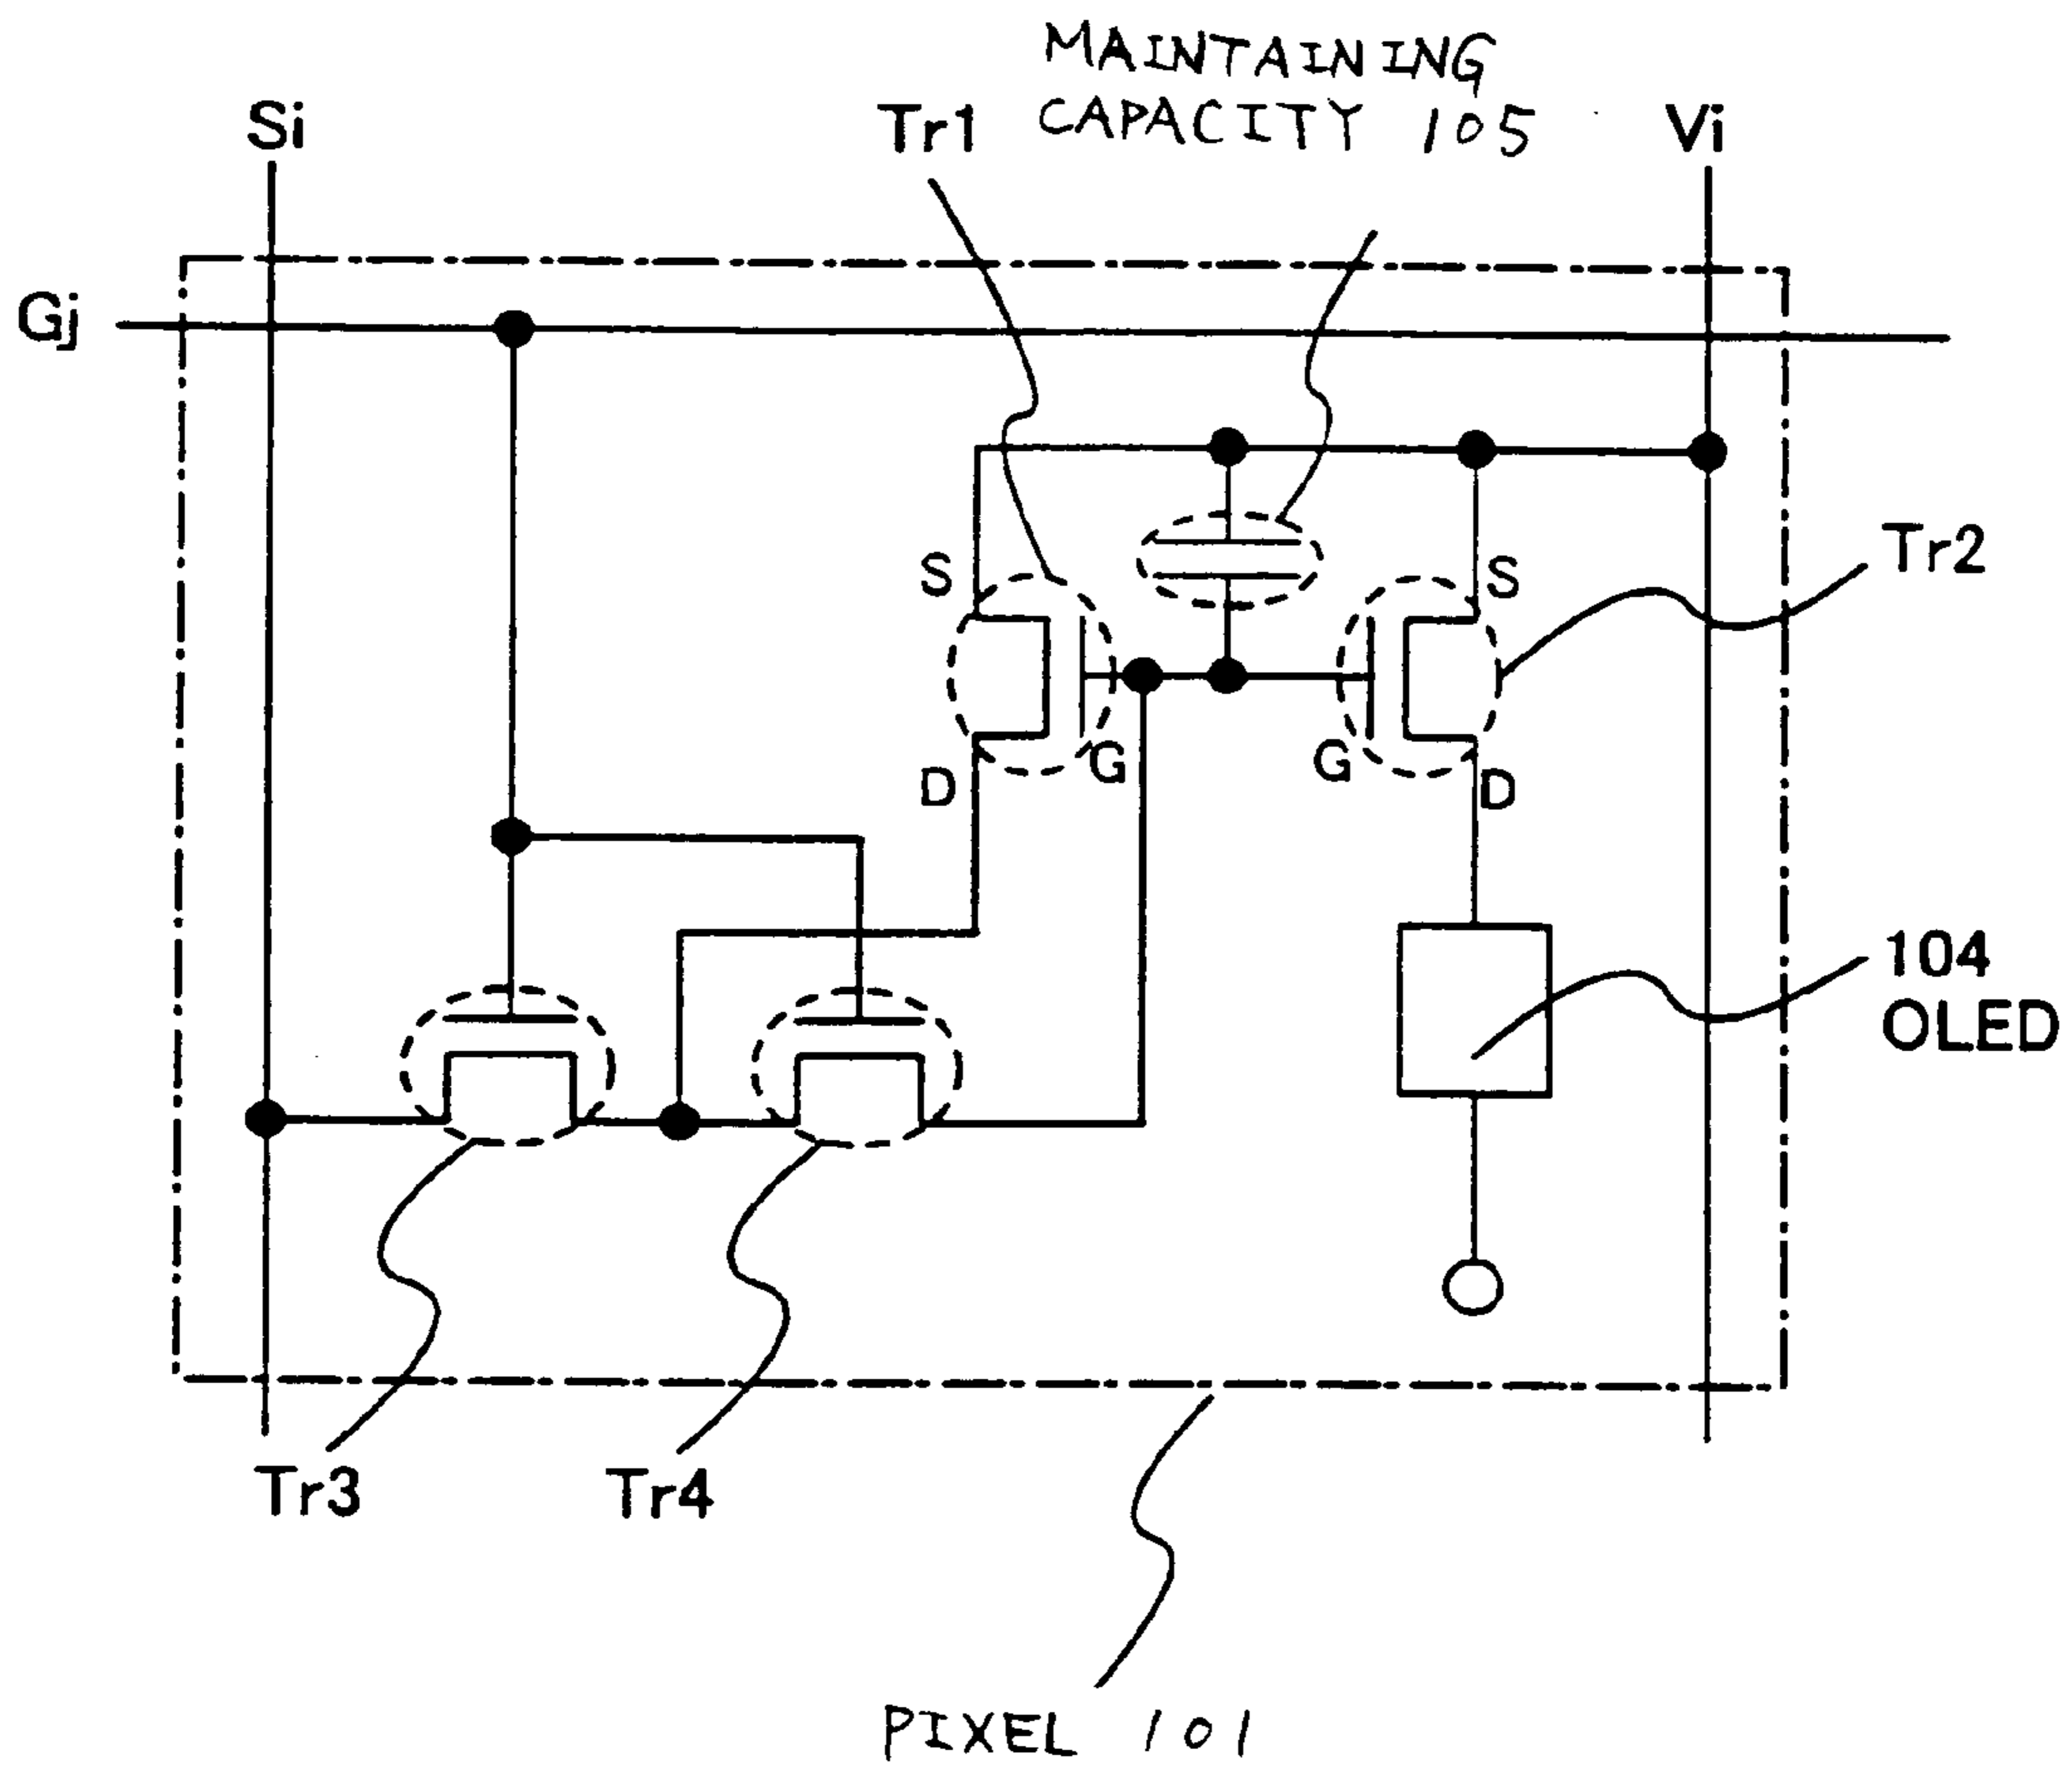 MAINTAINING
CAPACITY 105
Si
Tr1
Vi
Gj
Tr2
S
S
G
G
D
D
104
OLED
Tr3
Tr4
PIXEL 101